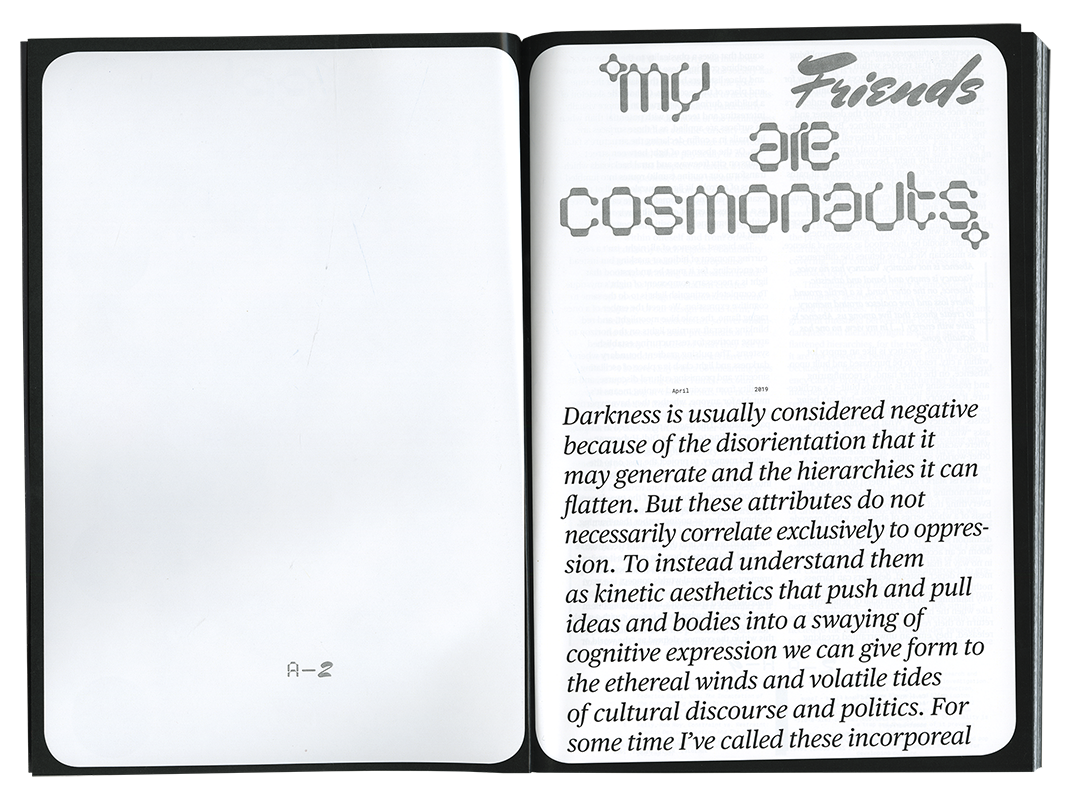 A-2
my Friends
are
cosmonauts
April 2019
Darkness is usually considered negative
because of the disorientation that it
may generate and the hierarchies it can
flatten. But these attributes do not
necessarily correlate exclusively to oppres-
sion. To instead understand them
as kinetic aesthetics that push and pull
ideas and bodies into a swaying of
cognitive expression we can give form to
the ethereal winds and volatile tides
of cultural discourse and politics. For
some time I’ve called these incorporeal